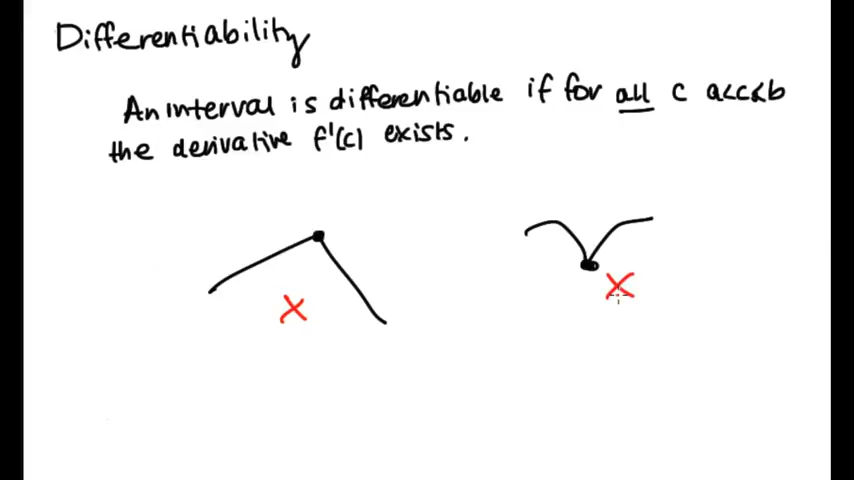 Differentiability
An interval is differentiable if for all c a<c<b
the derivative f'(c) exists.
x
x